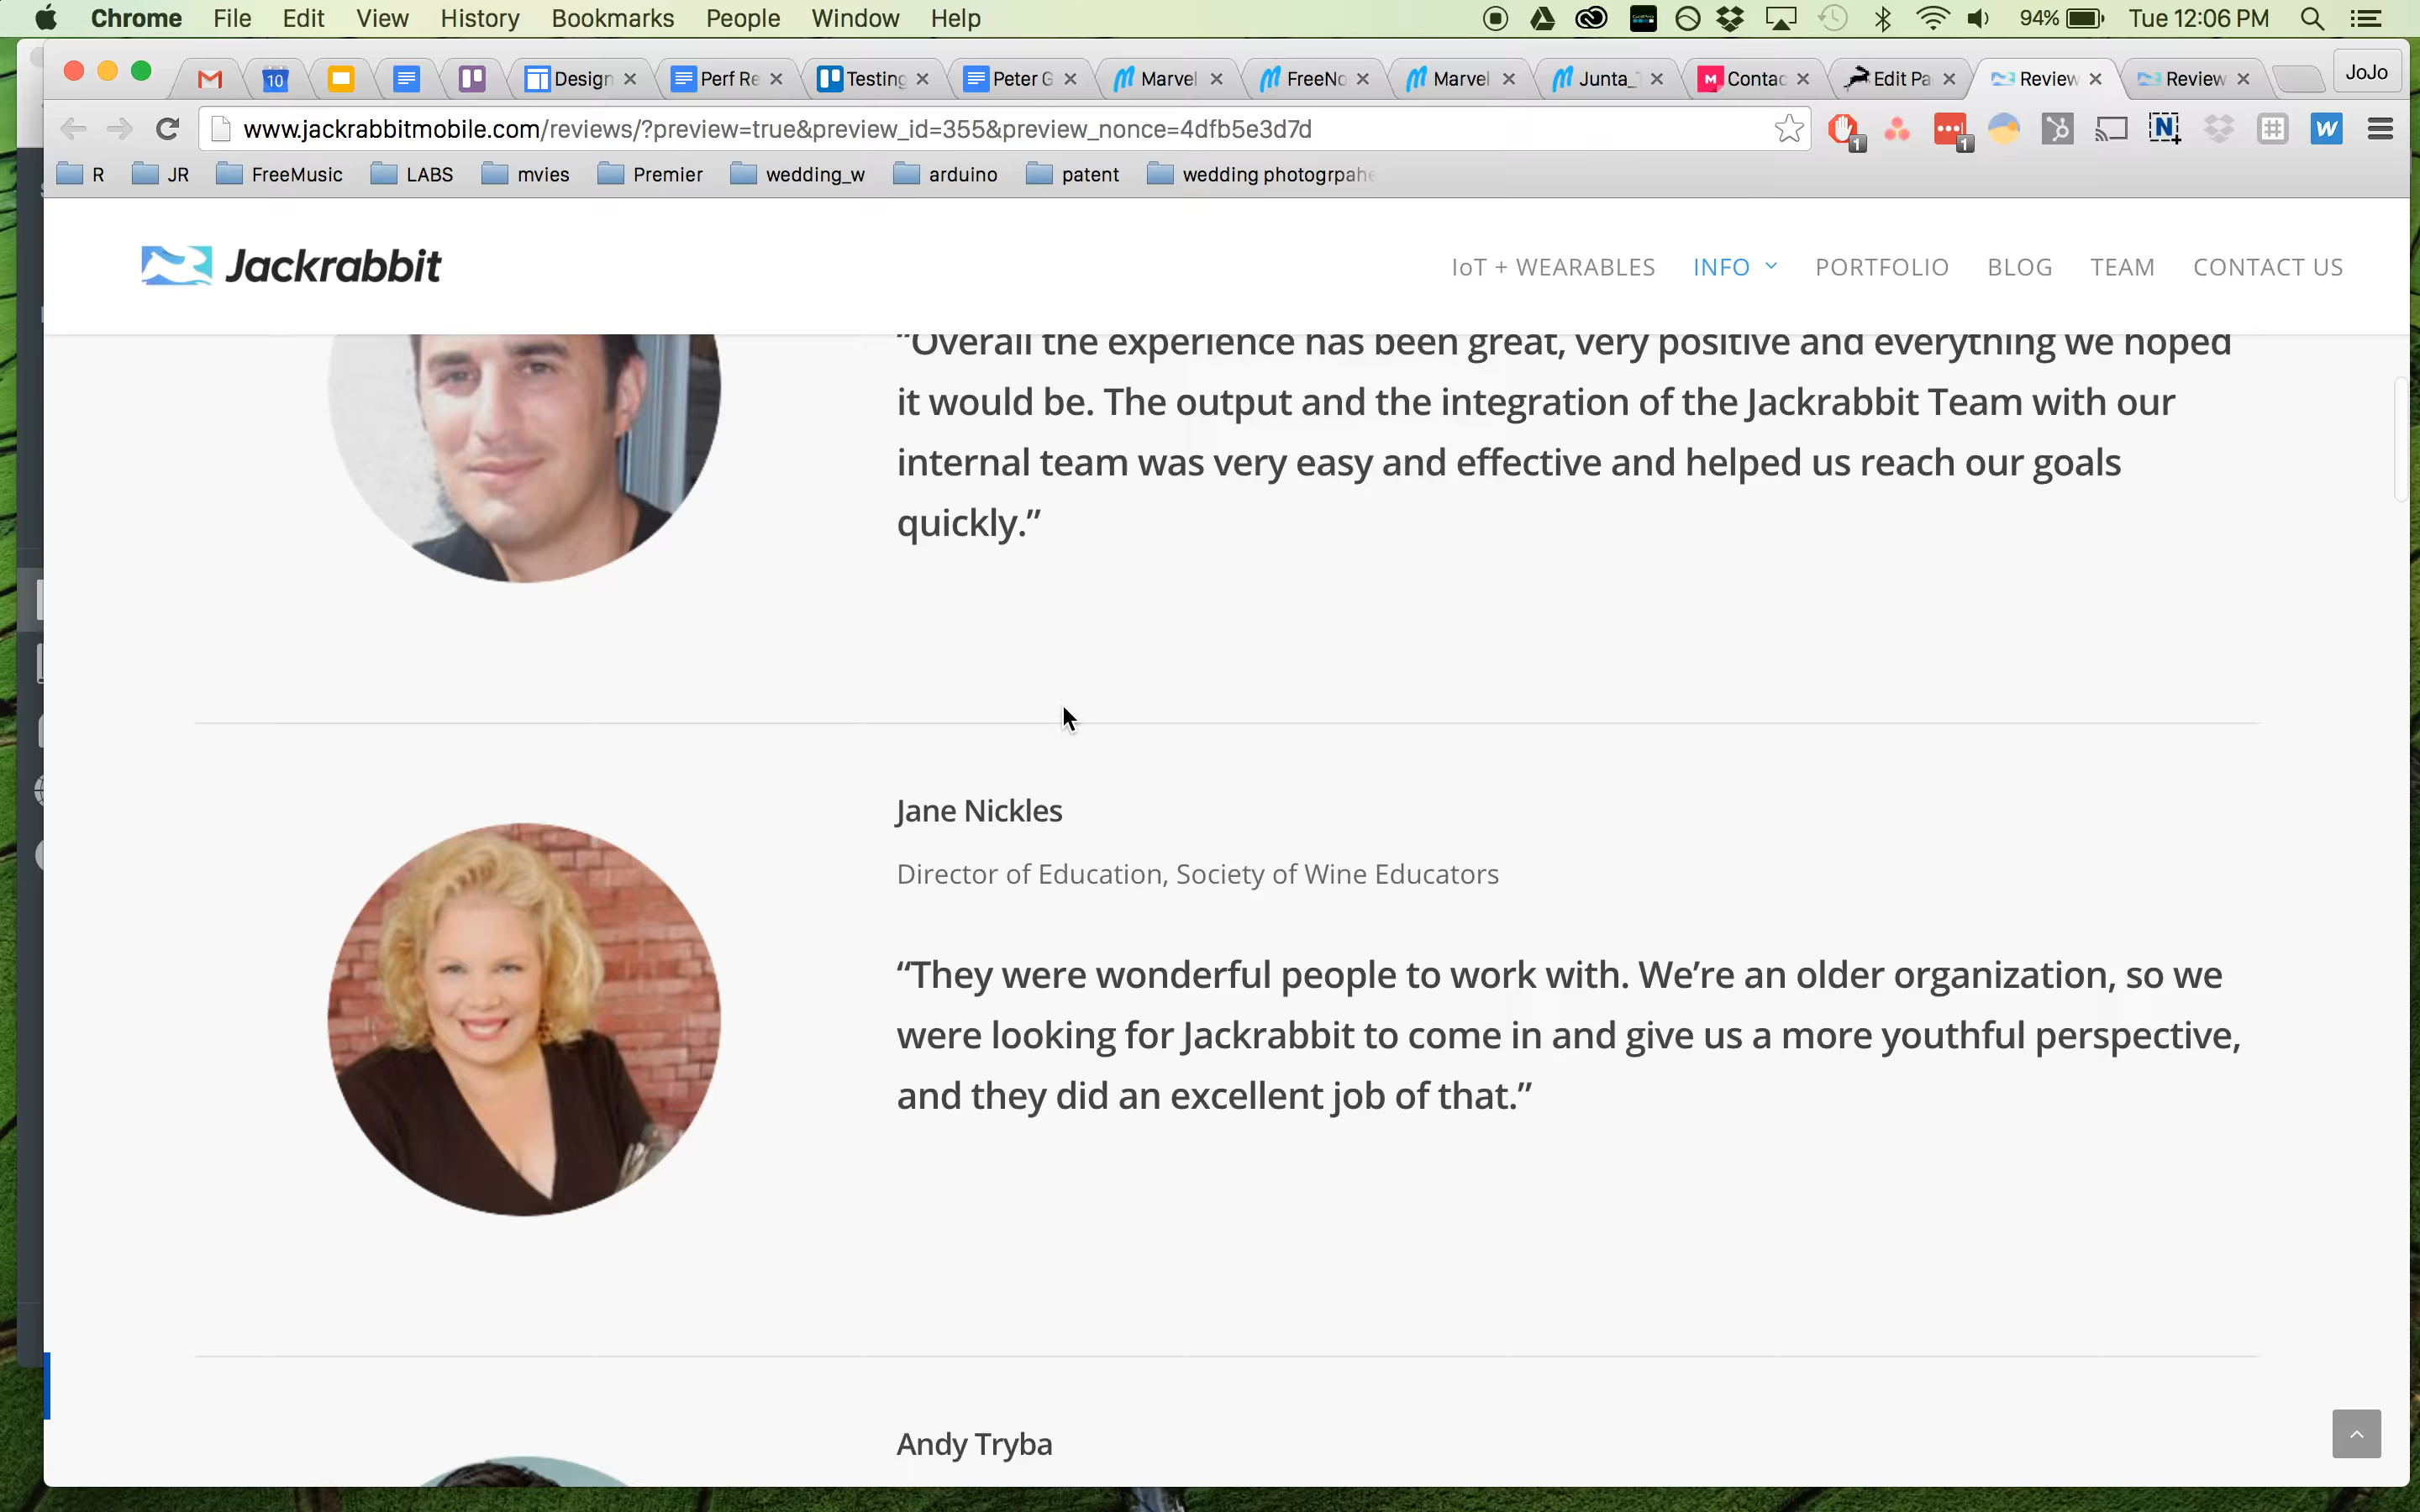 Chrome File Edit View History Bookmarks People Window Help 94% Tue 12:06 PM
10 Design Perf Re Testing Peter G Marvel FreeNo Marvel Junta_ Contac Edit Pa Review Review JoJo
www.jackrabbitmobile.com/reviews/?preview=true&preview_id=355&preview_nonce=4dfb5e3d7d 1 1 N W
R JR FreeMusic LABS mvies Premier wedding_w arduino patent wedding photogrpahe
Jackrabbit IoT + WEARABLES INFO PORTFOLIO BLOG TEAM CONTACT US
“Overall the experience has been great, very positive and everything we hoped
it would be. The output and the integration of the Jackrabbit Team with our
internal team was very easy and effective and helped us reach our goals
quickly.”
Jane Nickles
Director of Education, Society of Wine Educators
“They were wonderful people to work with. We’re an older organization, so we
were looking for Jackrabbit to come in and give us a more youthful perspective,
and they did an excellent job of that.”
Andy Tryba